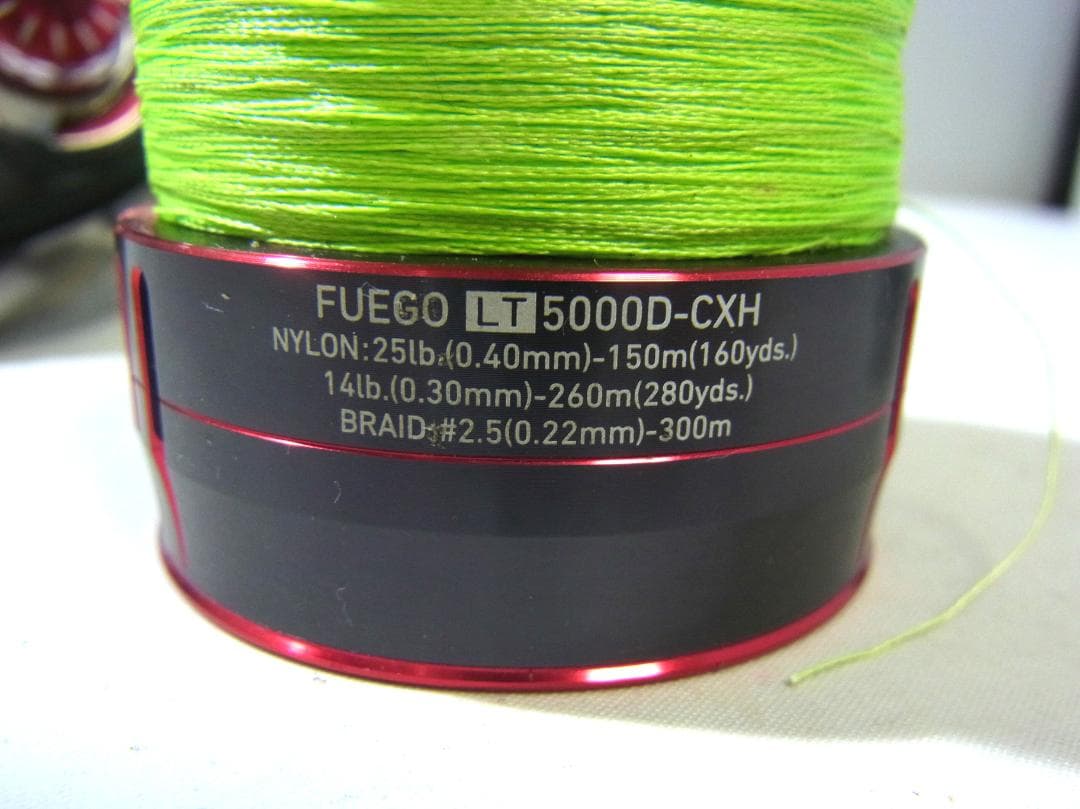 FUEGO LT 5000D-CXH
NYLON:25lb.(0.40mm)-150m(160yds.)
14lb.(0.30mm)-260m(280yds.)
BRAID:#2.5(0.22mm)-300m